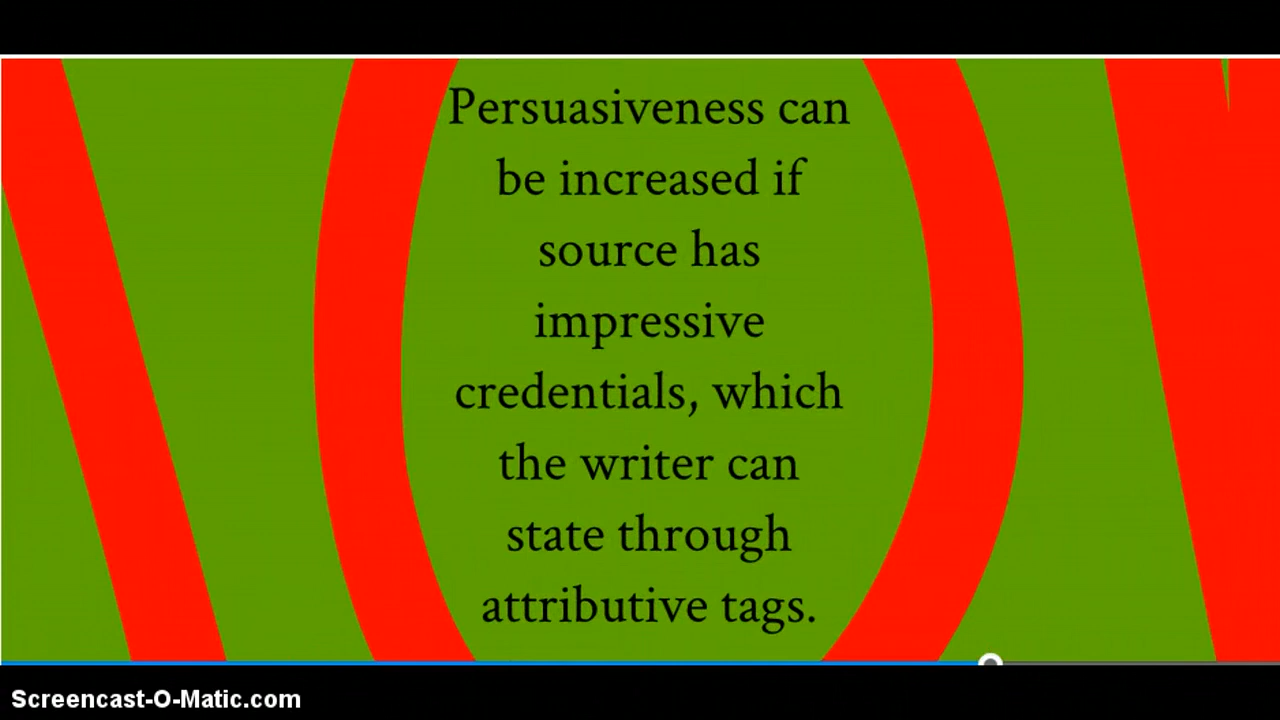 Persuasiveness can
be increased if
source has
impressive
credentials, which
the writer can
state through
attributive tags.
Screencast-O-Matic.com